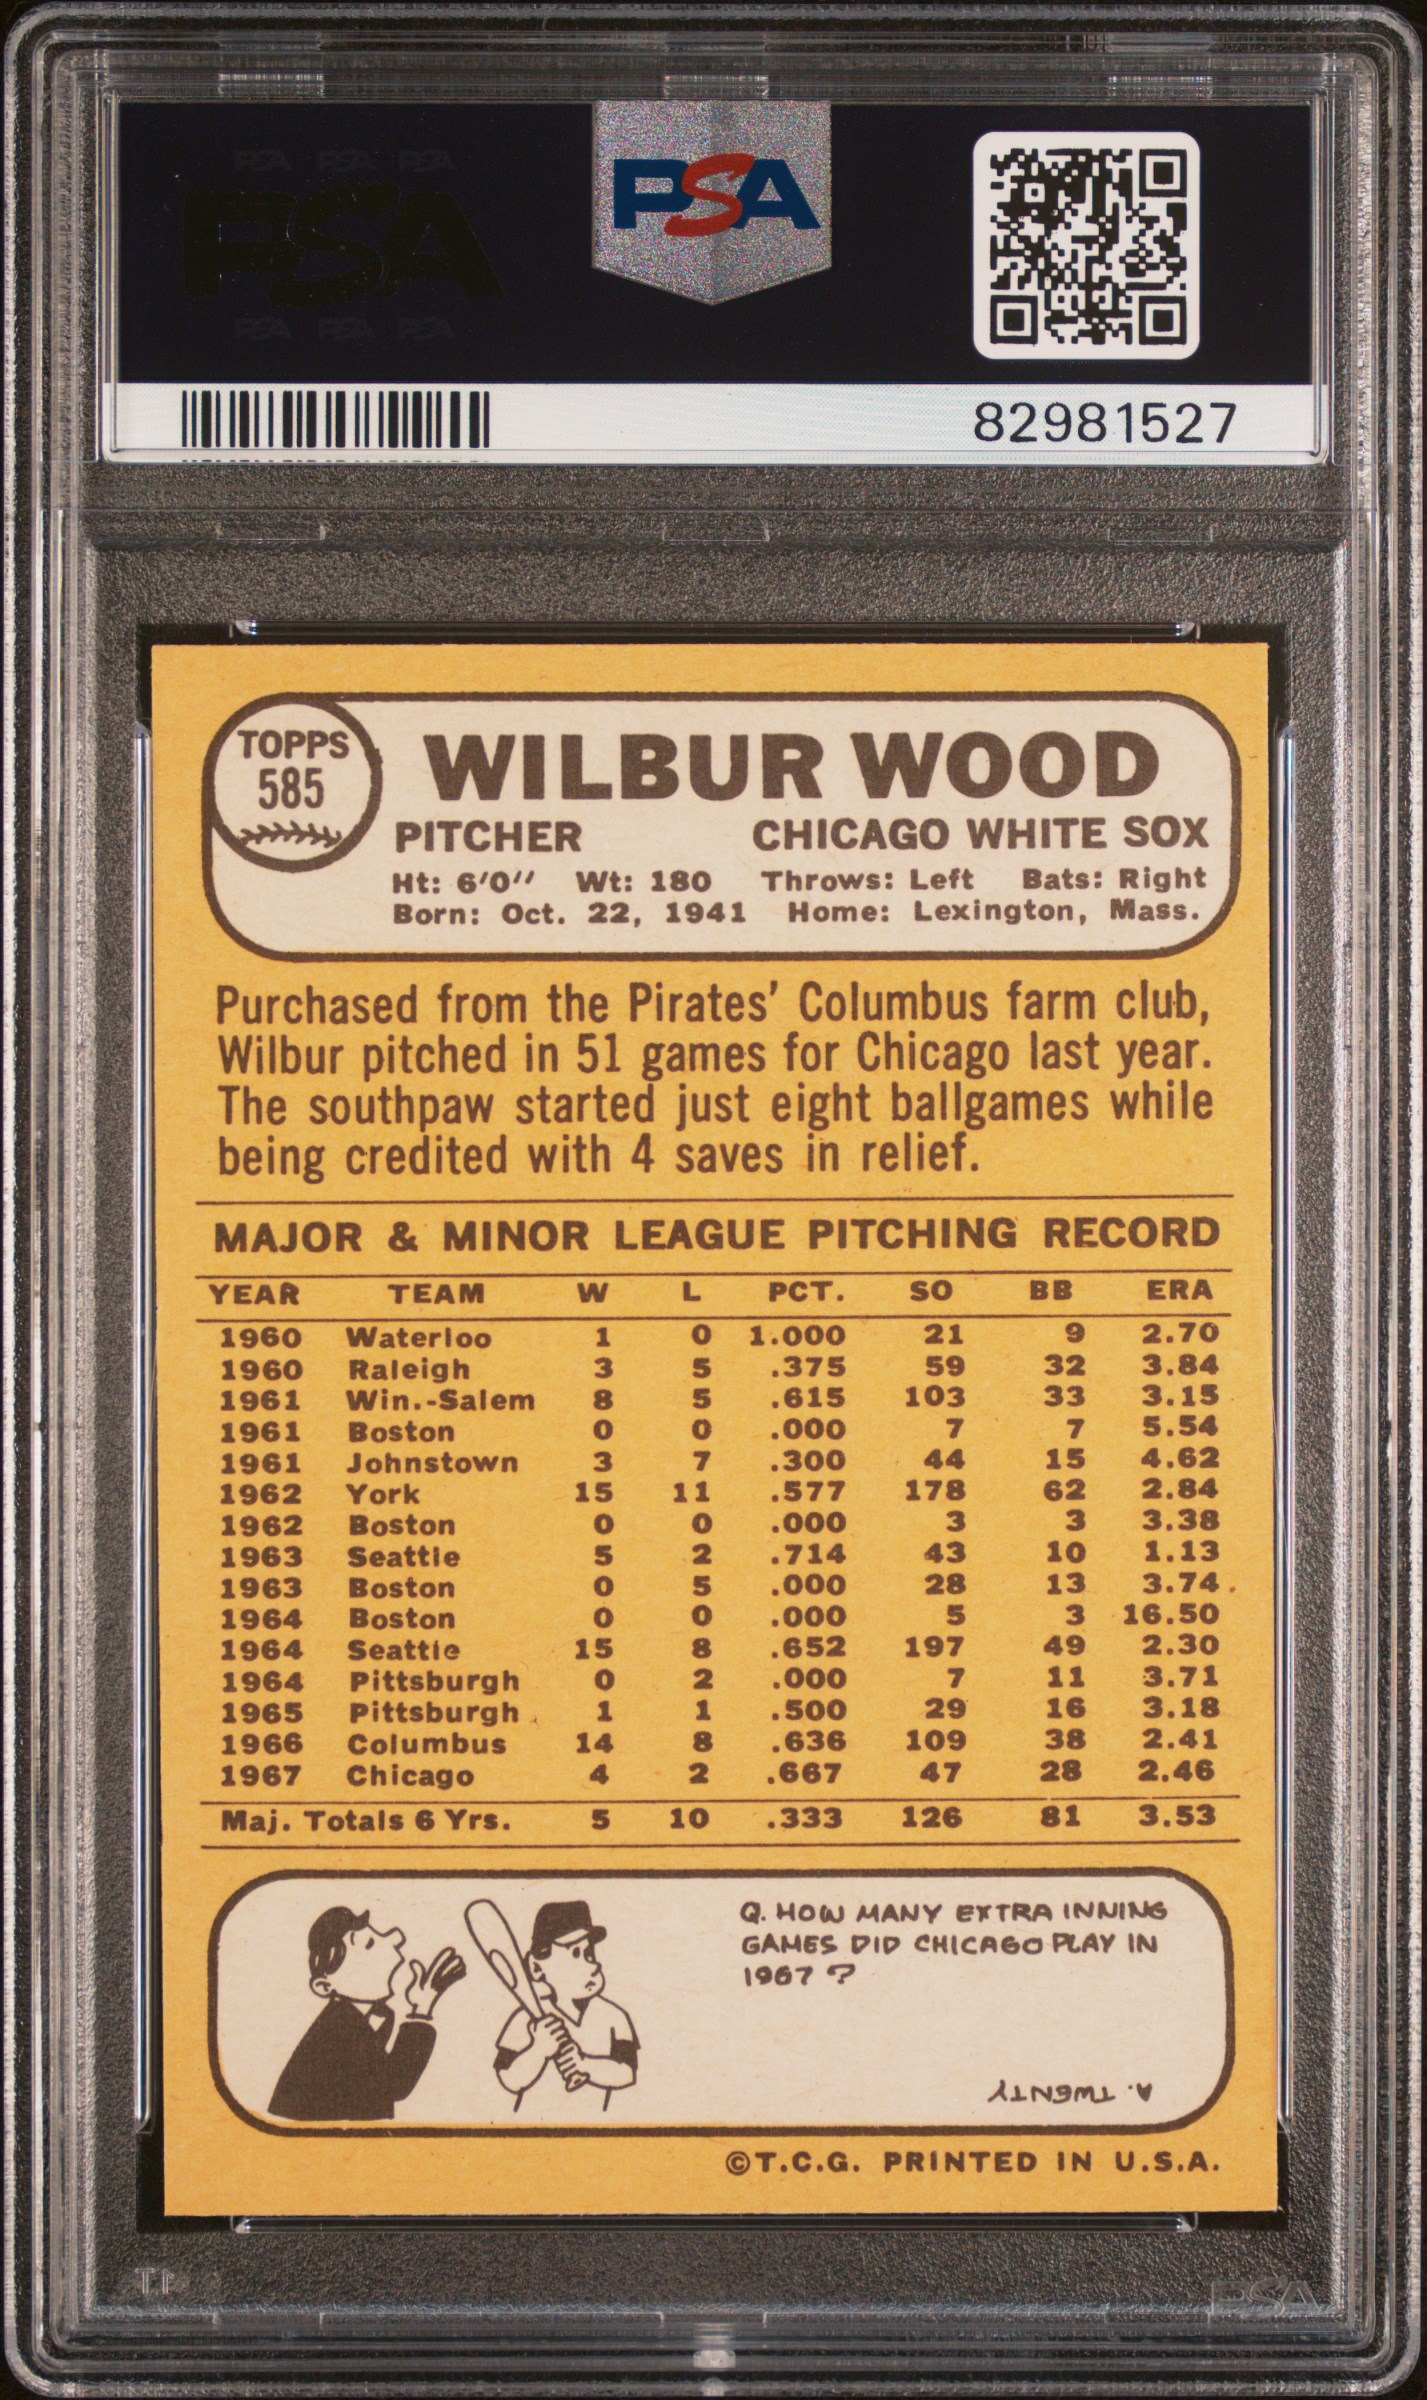 PSA PSA PSA
PSA
PSA PSA PSA
PSA
82981527
TOPPS
585
WILBUR WOOD
PITCHER CHICAGO WHITE SOX
Ht: 6'0'' Wt: 180 Throws: Left Bats: Right
Born: Oct. 22, 1941 Home: Lexington, Mass.
Purchased from the Pirates' Columbus farm club,
Wilbur pitched in 51 games for Chicago last year.
The southpaw started just eight ballgames while
being credited with 4 saves in relief.
MAJOR & MINOR LEAGUE PITCHING RECORD
YEAR TEAM W L PCT. SO BB ERA
1960 Waterloo 1 0 1.000 21 9 2.70
1960 Raleigh 3 5 .375 59 32 3.84
1961 Win.-Salem 8 5 .615 103 33 3.15
1961 Boston 0 0 .000 7 7 5.54
1961 Johnstown 3 7 .300 44 15 4.62
1962 York 15 11 .577 178 62 2.84
1962 Boston 0 0 .000 3 3 3.38
1963 Seattle 5 2 .714 43 10 1.13
1963 Boston 0 5 .000 28 13 3.74
1964 Boston 0 0 .000 5 3 16.50
1964 Seattle 15 8 .652 197 49 2.30
1964 Pittsburgh 0 2 .000 7 11 3.71
1965 Pittsburgh 1 1 .500 29 16 3.18
1966 Columbus 14 8 .636 109 38 2.41
1967 Chicago 4 2 .667 47 28 2.46
Maj. Totals 6 Yrs. 5 10 .333 126 81 3.53
Q. HOW MANY EXTRA INNING
GAMES DID CHICAGO PLAY IN
1967 ?
A. TWENTY
©T.C.G. PRINTED IN U.S.A.
PSA